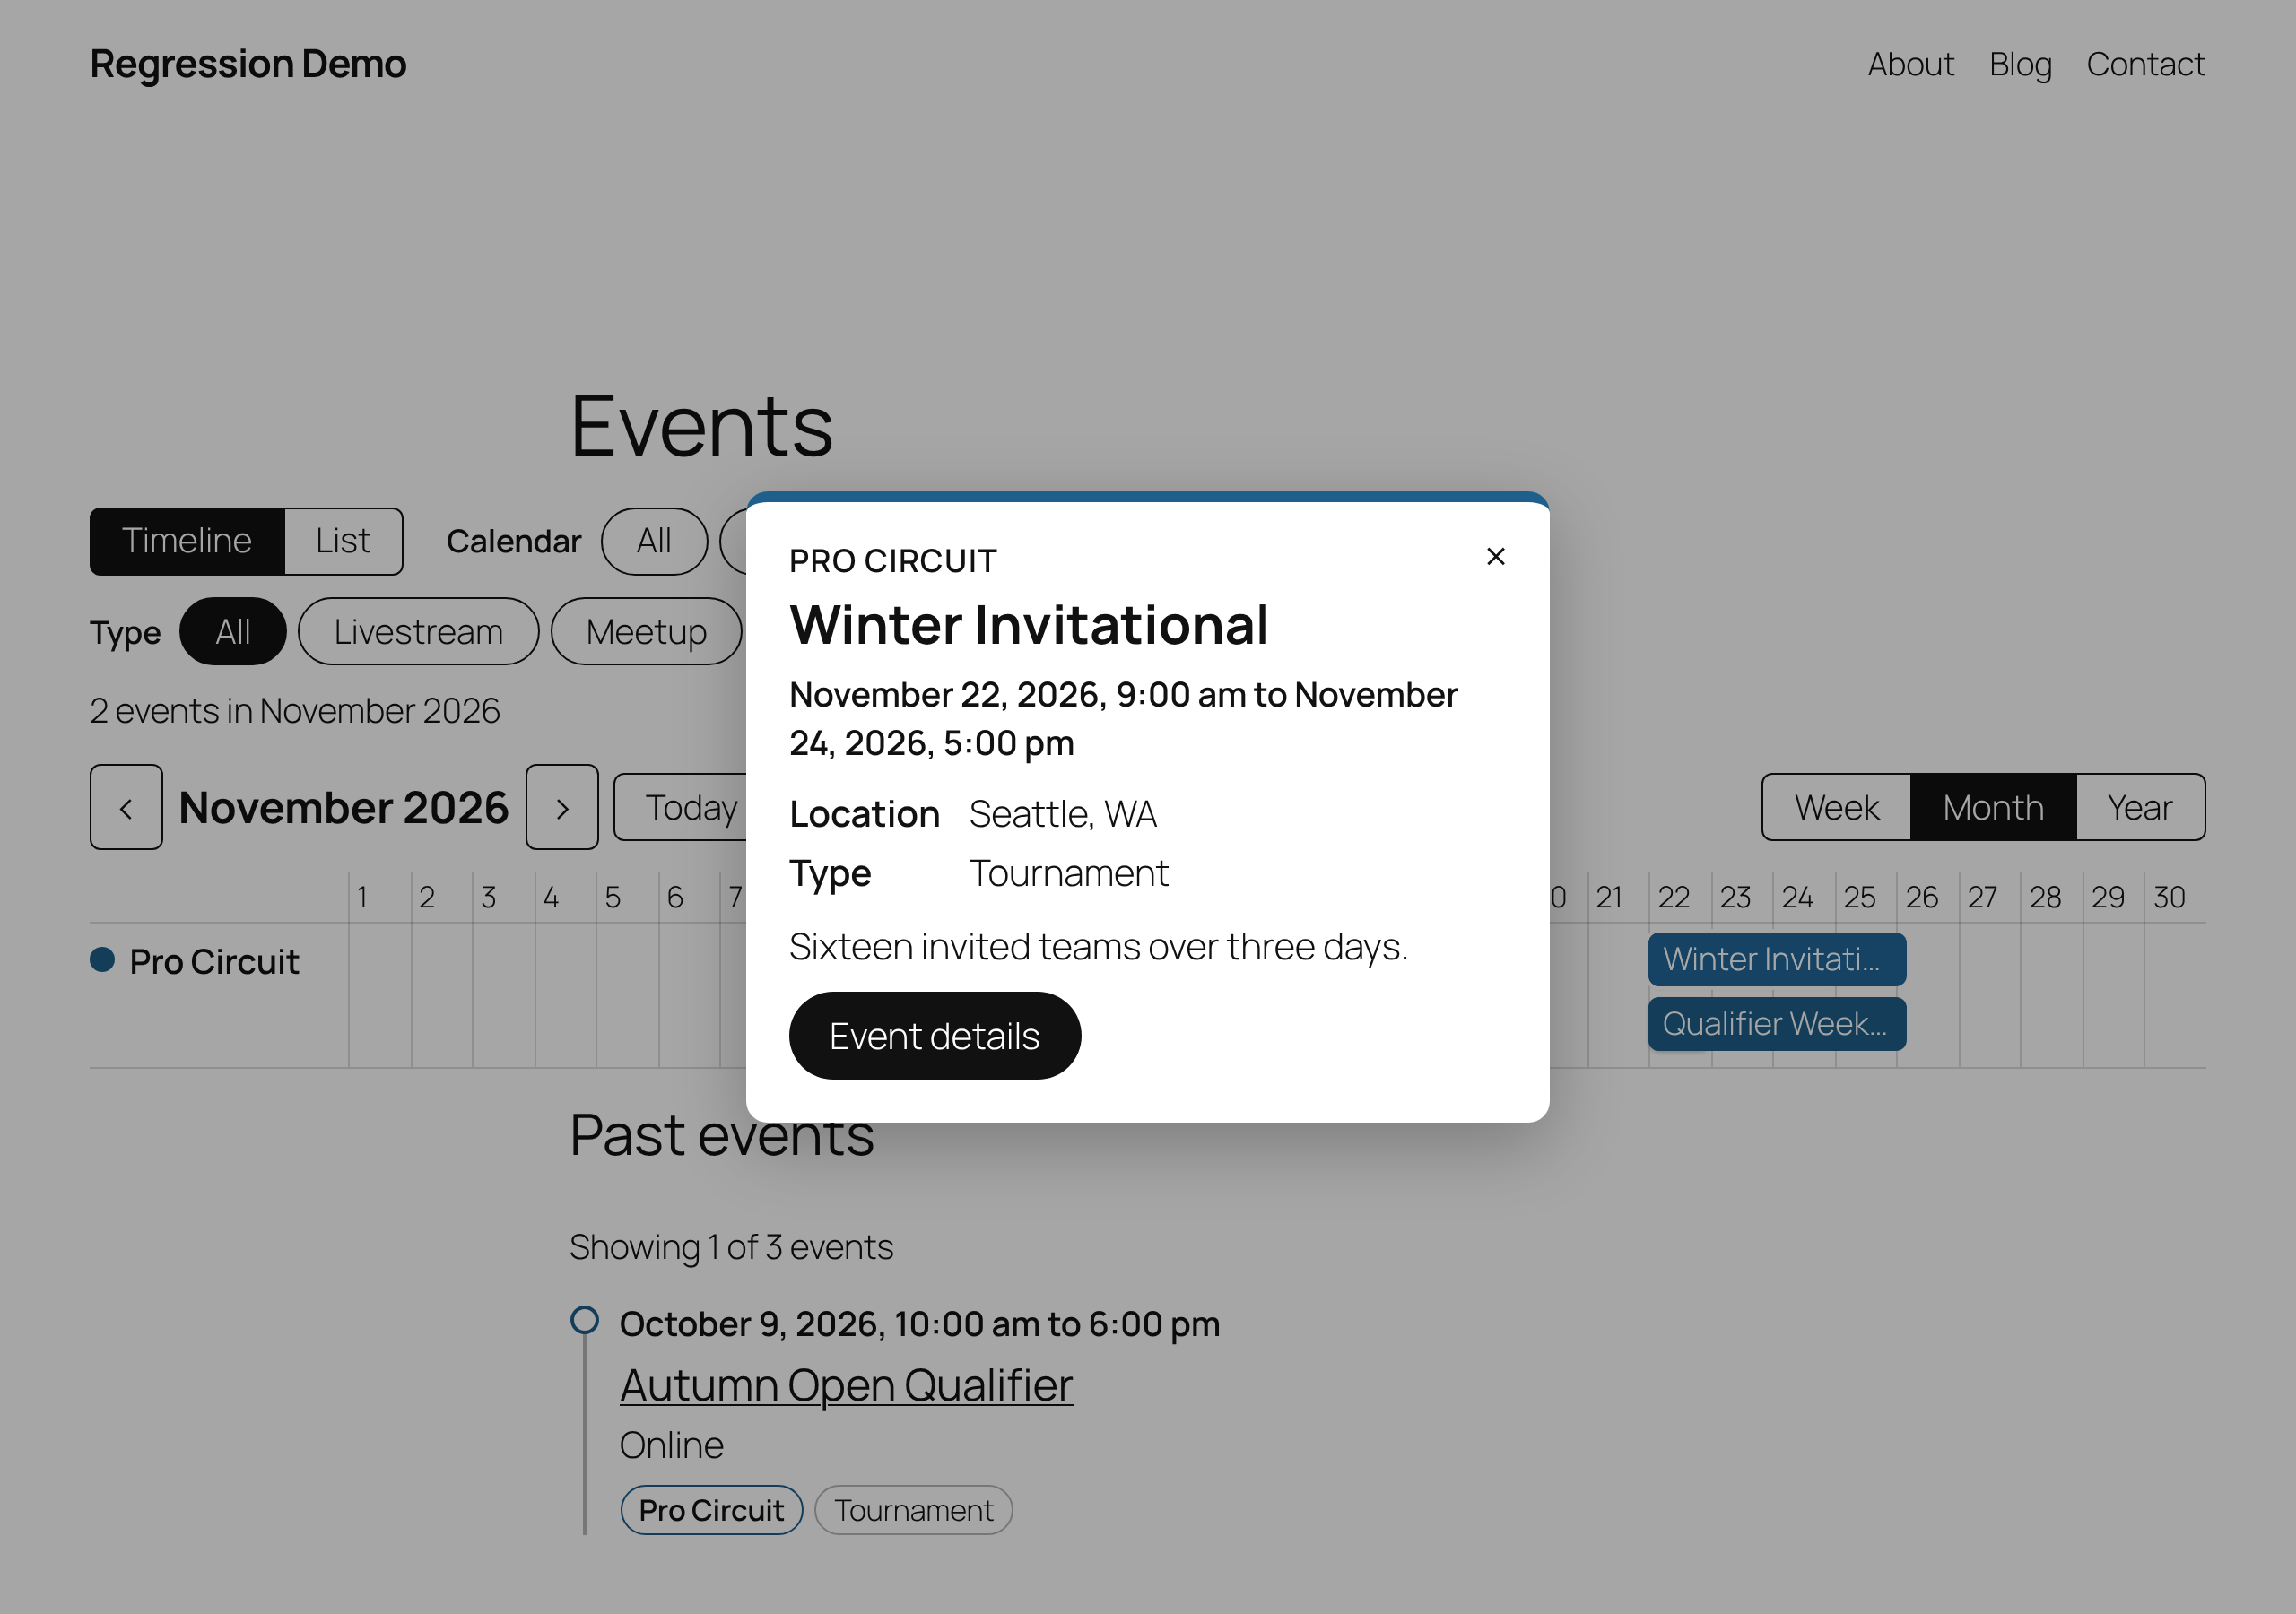 Regression Demo
About Blog Contact
Events
Timeline List Calendar All
Type All Livestream Meetup
2 events in November 2026
November 2026 Today
Week Month Year
1 2 3 4 5 6 7
21 22 23 24 25 26 27 28 29 30
Pro Circuit
Winter Invitati...
Qualifier Week...
PRO CIRCUIT
×
Winter Invitational
November 22, 2026, 9:00 am to November
24, 2026, 5:00 pm
Location Seattle, WA
Type Tournament
Sixteen invited teams over three days.
Event details
Past events
Showing 1 of 3 events
October 9, 2026, 10:00 am to 6:00 pm
Autumn Open Qualifier
Online
Pro Circuit Tournament